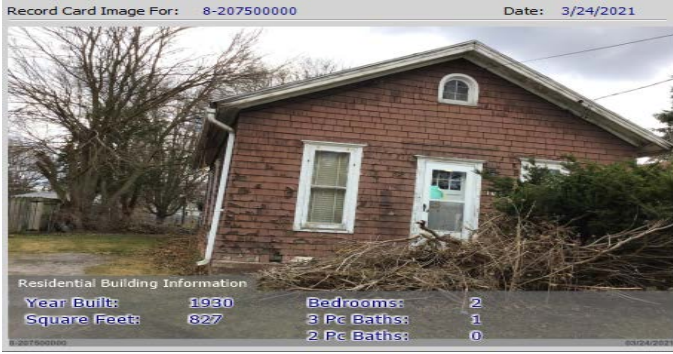 Record Card Image For: 8-207500000 Date: 3/24/2021
Residential Building Information
Year Built: 1930 Bedrooms: 2
Square Feet: 827 3 Pc Baths: 1
2 Pc Baths: 0
8-207500000 03/24/2021